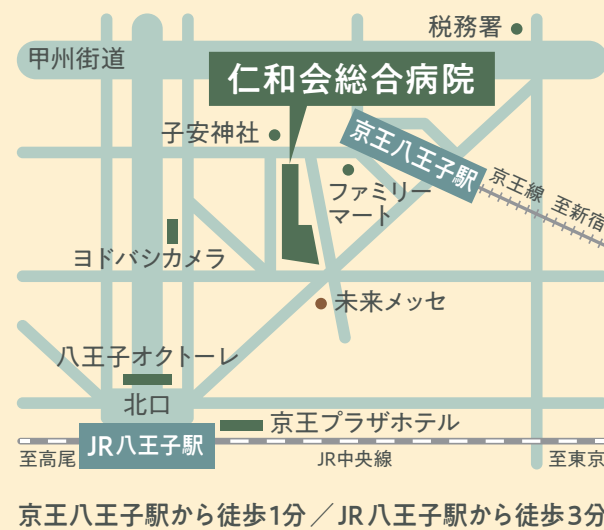 税務署
甲州街道
仁和会総合病院
子安神社
京王八王子駅
京王線 至新宿
ファミリー
マート
ヨドバシカメラ
未来メッセ
八王子オクトーレ
北口
京王プラザホテル
JR八王子駅
至高尾
JR中央線
至東京
京王八王子駅から徒歩1分 ／ JR八王子駅から徒歩3分